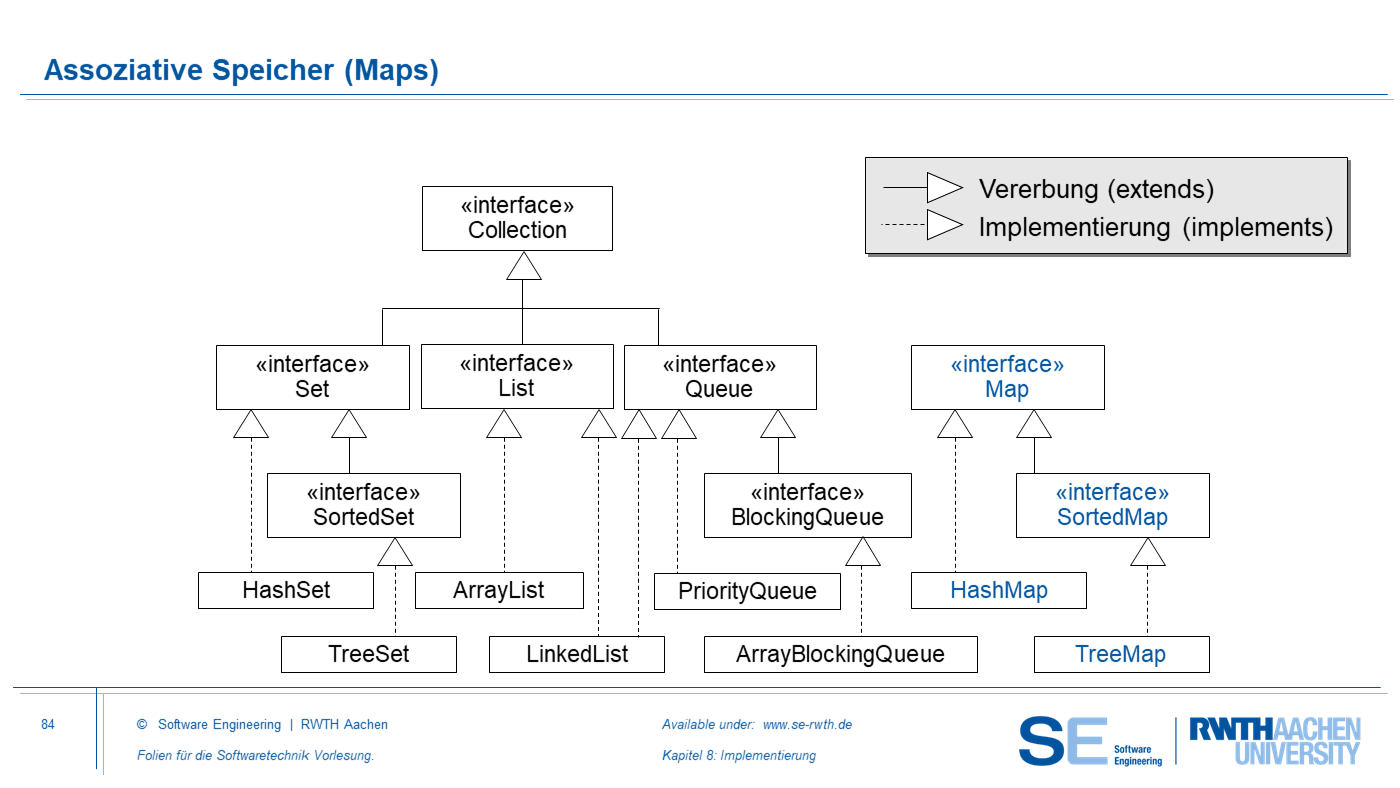 Assoziative Speicher (Maps)
Vererbung (extends)
Implementierung (implements)
«interface»
Collection
«interface»
Set
«interface»
List
«interface»
Queue
«interface»
Map
«interface»
SortedSet
«interface»
BlockingQueue
«interface»
SortedMap
HashSet
ArrayList
PriorityQueue
HashMap
TreeSet
LinkedList
ArrayBlockingQueue
TreeMap
84
© Software Engineering | RWTH Aachen
Folien für die Softwaretechnik Vorlesung.
Available under: www.se-rwth.de
Kapitel 8: Implementierung
SE
Software
Engineering
RWTHAACHEN
UNIVERSITY